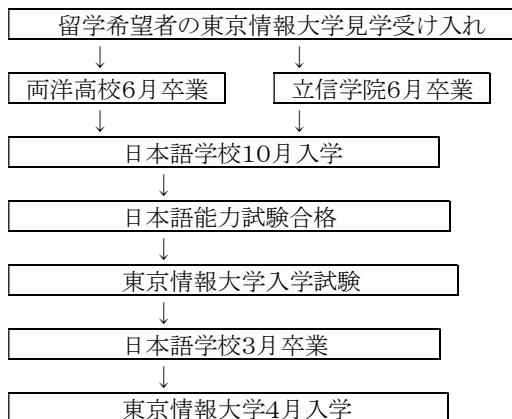 留学希望者の東京情報大学見学受け入れ
↓ ↓
両洋高校6月卒業 立信学院6月卒業
↓ ↓
日本語学校10月入学
↓
日本語能力試験合格
↓
東京情報大学入学試験
↓
日本語学校3月卒業
↓
東京情報大学4月入学